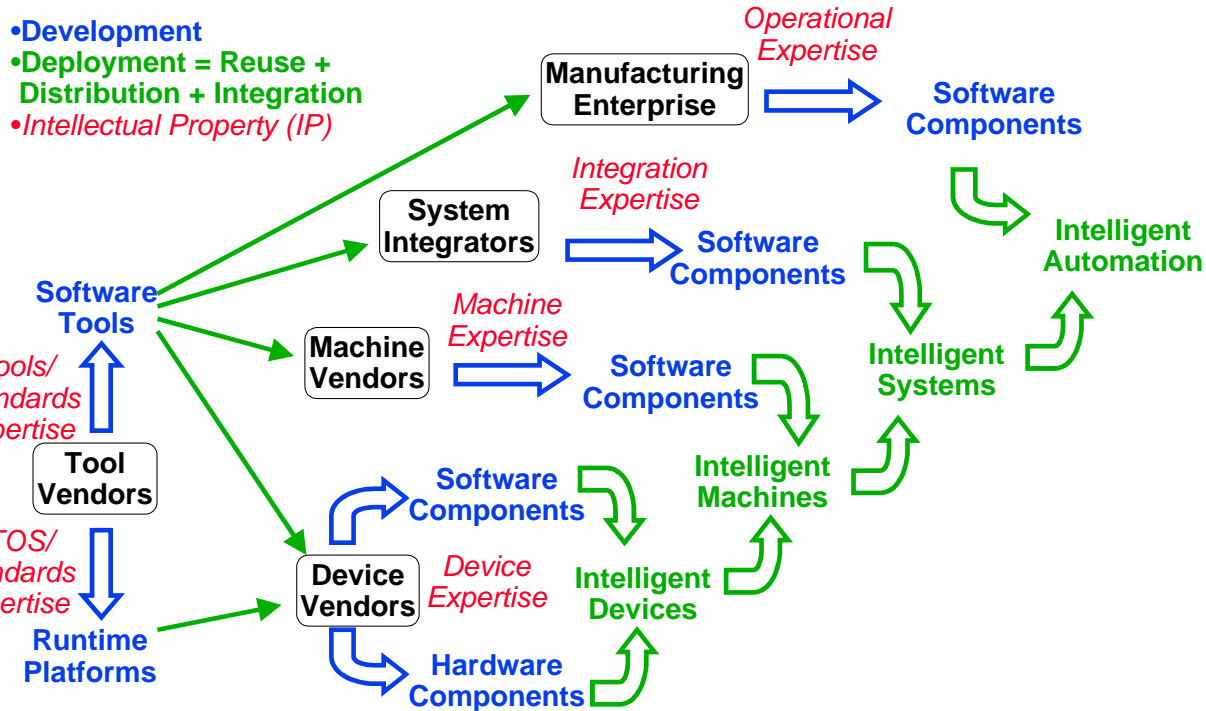 •Development
•Deployment = Reuse +
Distribution + Integration
•Intellectual Property (IP)
Operational
Expertise
Manufacturing
Enterprise
Software
Components
Integration
Expertise
System
Integrators
Software
Components
Intelligent
Automation
Software
Tools
Machine
Expertise
Machine
Vendors
Software
Components
Intelligent
Systems
Tool
Vendors
Software
Components
Intelligent
Machines
Device
Vendors
Device
Expertise
Intelligent
Devices
Runtime
Platforms
Hardware
Components